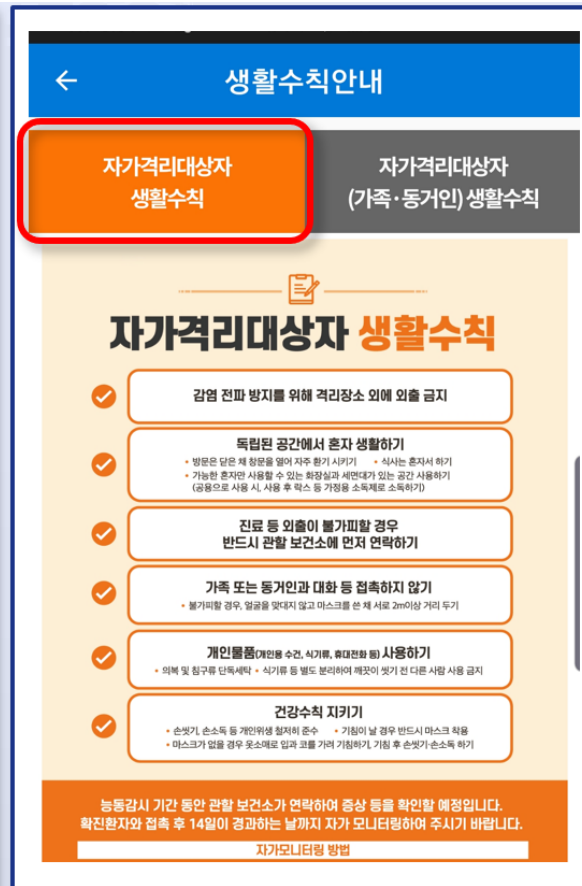 생활수칙안내
자가격리대상자
생활수칙
자가격리대상자
(가족·동거인) 생활수칙
자가격리대상자 생활수칙
감염 전파 방지를 위해 격리장소 외에 외출 금지
독립된 공간에서 혼자 생활하기
• 방문은 닫은 채 창문을 열어 자주 환기 시키기 • 식사는 혼자서 하기
• 가능한 혼자만 사용할 수 있는 화장실과 세면대가 있는 공간 사용하기
(공용으로 사용 시, 사용 후 락스 등 가정용 소독제로 소독하기)
진료 등 외출이 불가피할 경우
반드시 관할 보건소에 먼저 연락하기
가족 또는 동거인과 대화 등 접촉하지 않기
• 불가피할 경우, 얼굴을 맞대지 않고 마스크를 쓴 채 서로 2m이상 거리 두기
개인물품(개인용 수건, 식기류, 휴대전화 등) 사용하기
• 의복 및 침구류 단독세탁 • 식기류 등 별도 분리하여 깨끗이 씻기 전 다른 사람 사용 금지
건강수칙 지키기
• 손씻기, 손소독 등 개인위생 철저히 준수 • 기침이 날 경우 반드시 마스크 착용
• 마스크가 없을 경우 옷소매로 입과 코를 가려 기침하기, 기침 후 손씻기·손소독 하기
능동감시 기간 동안 관할 보건소가 연락하여 증상 등을 확인할 예정입니다.
확진환자와 접촉 후 14일이 경과하는 날까지 자가 모니터링하여 주시기 바랍니다.
자가모니터링 방법